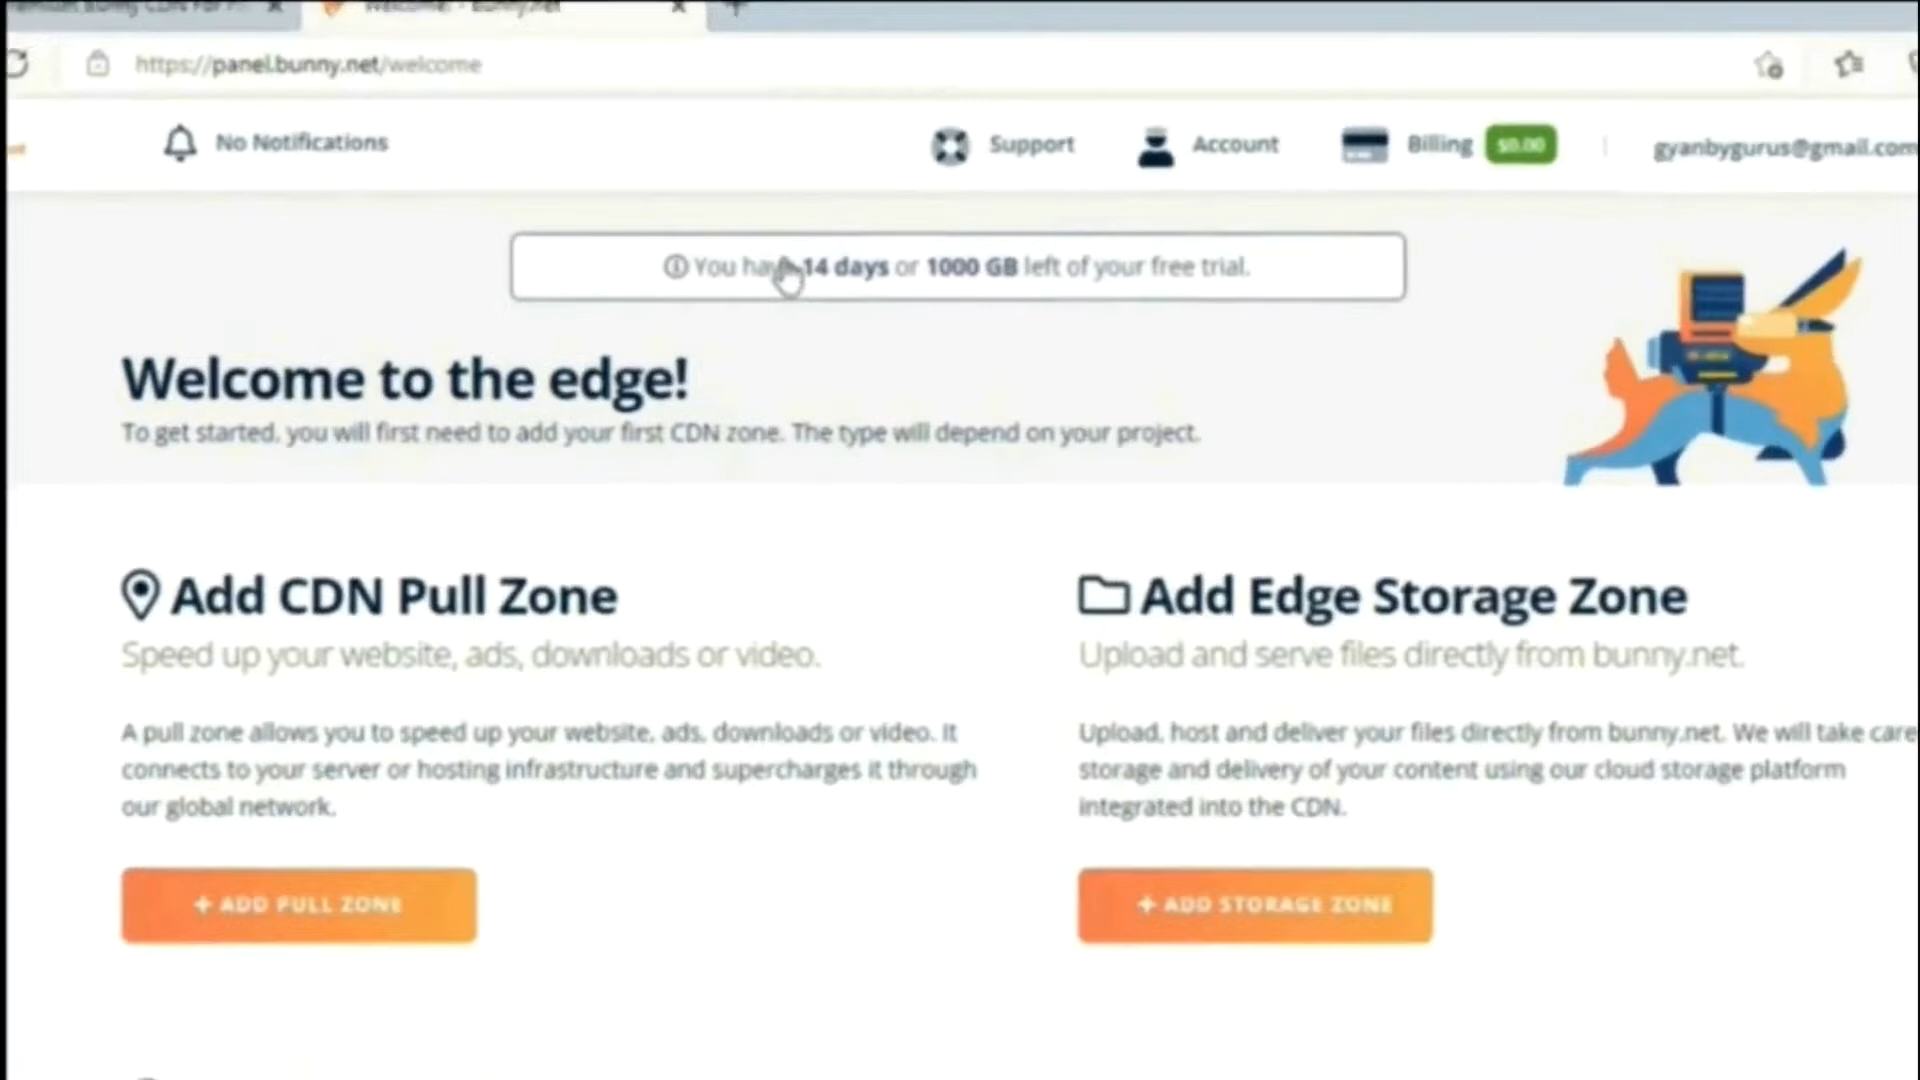 Bunny CDN For
Welcome! - bunny.net
https://panel.bunny.net/welcome
No Notifications
Support
Account
Billing
$0.00
gyanbygurus@gmail.com
You have 14 days or 1000 GB left of your free trial.
Welcome to the edge!
To get started, you will first need to add your first CDN zone. The type will depend on your project.
Add CDN Pull Zone
Speed up your website, ads, downloads or video.
A pull zone allows you to speed up your website, ads, downloads or video. It
connects to your server or hosting infrastructure and supercharges it through
our global network.
+ ADD PULL ZONE
Add Edge Storage Zone
Upload and serve files directly from bunny.net.
Upload, host and deliver your files directly from bunny.net. We will take care
storage and delivery of your content using our cloud storage platform
integrated into the CDN.
+ ADD STORAGE ZONE